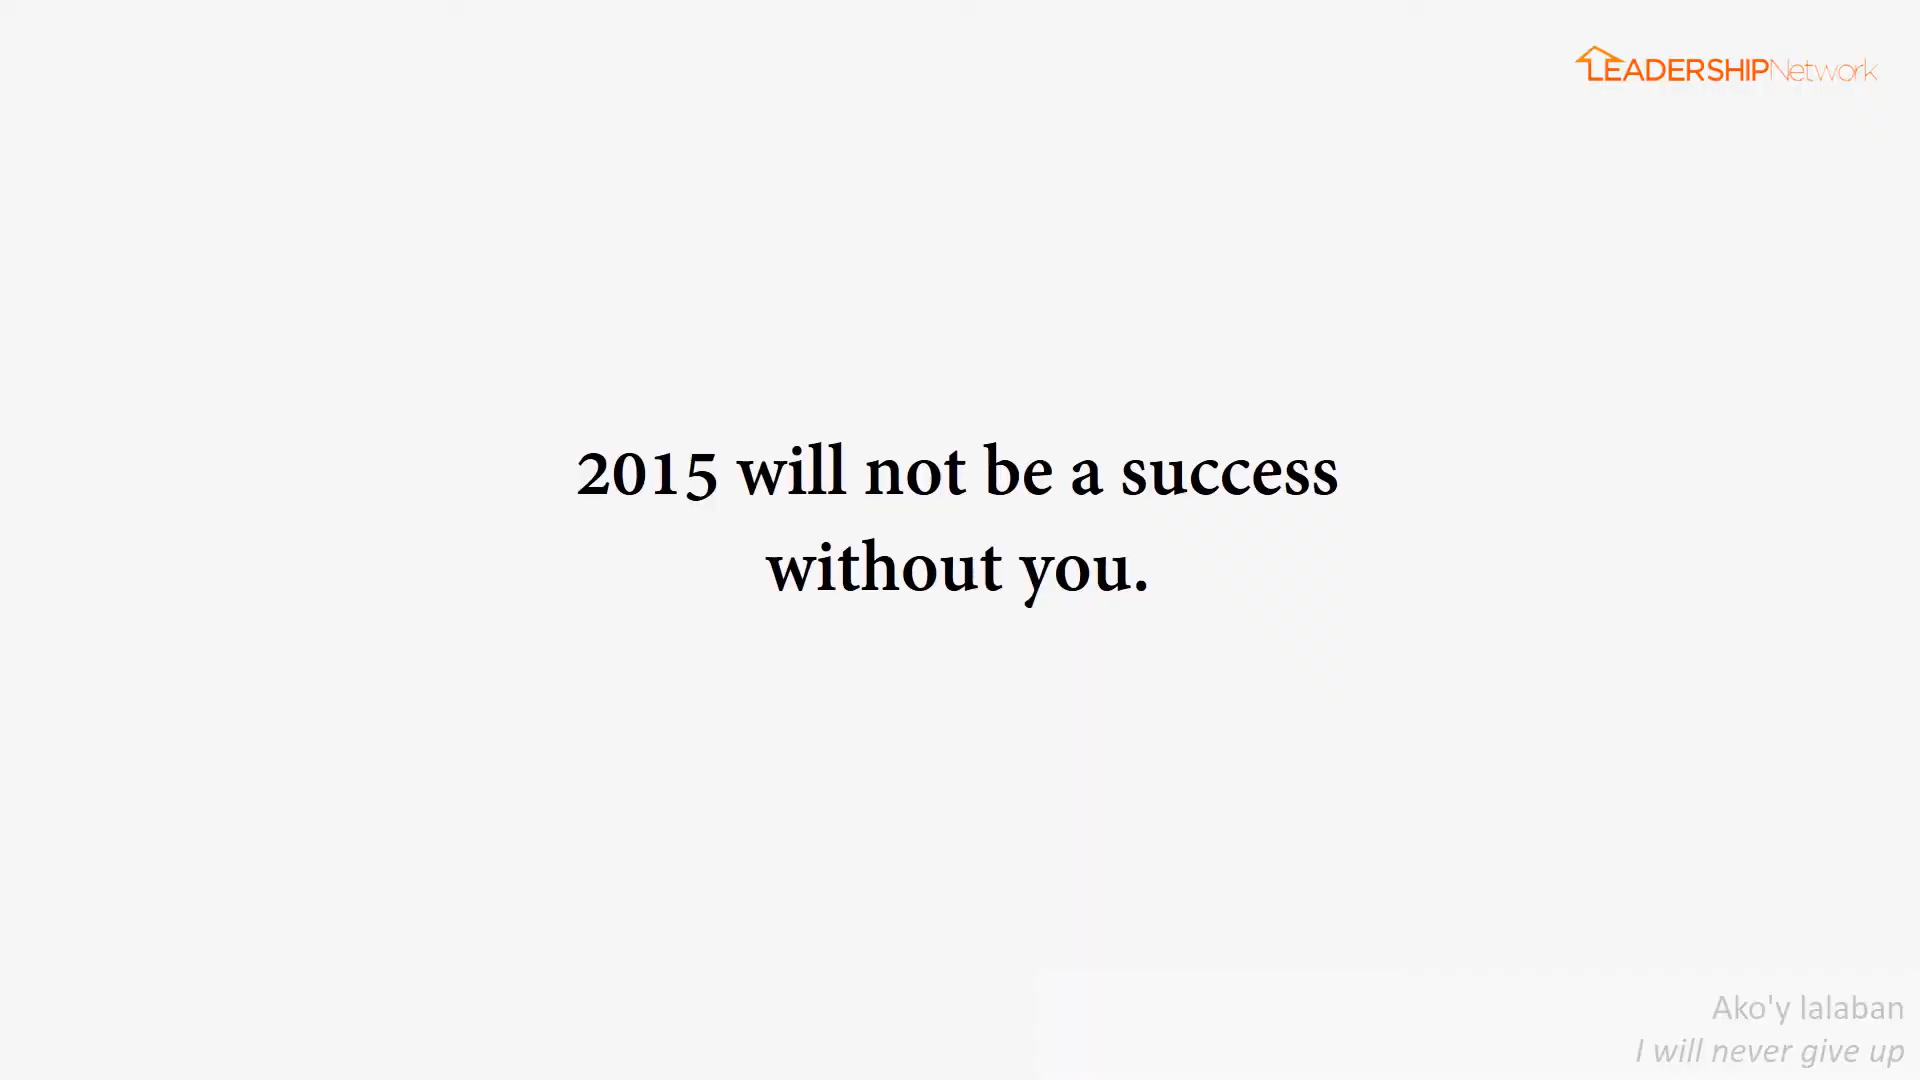 LEADERSHIPNetwork
2015 will not be a success
without you.
Ako'y lalaban
I will never give up